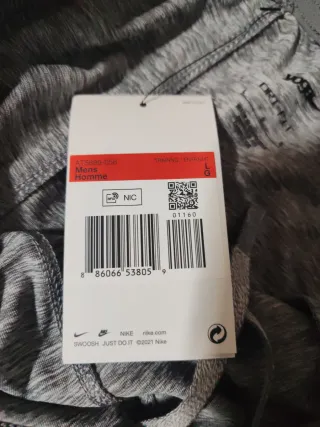 Mens
Homme
L
G
NIC
01160
8 86066 53805 9
NIKE nike.com
SWOOSH JUST DO IT ©2021 Nike